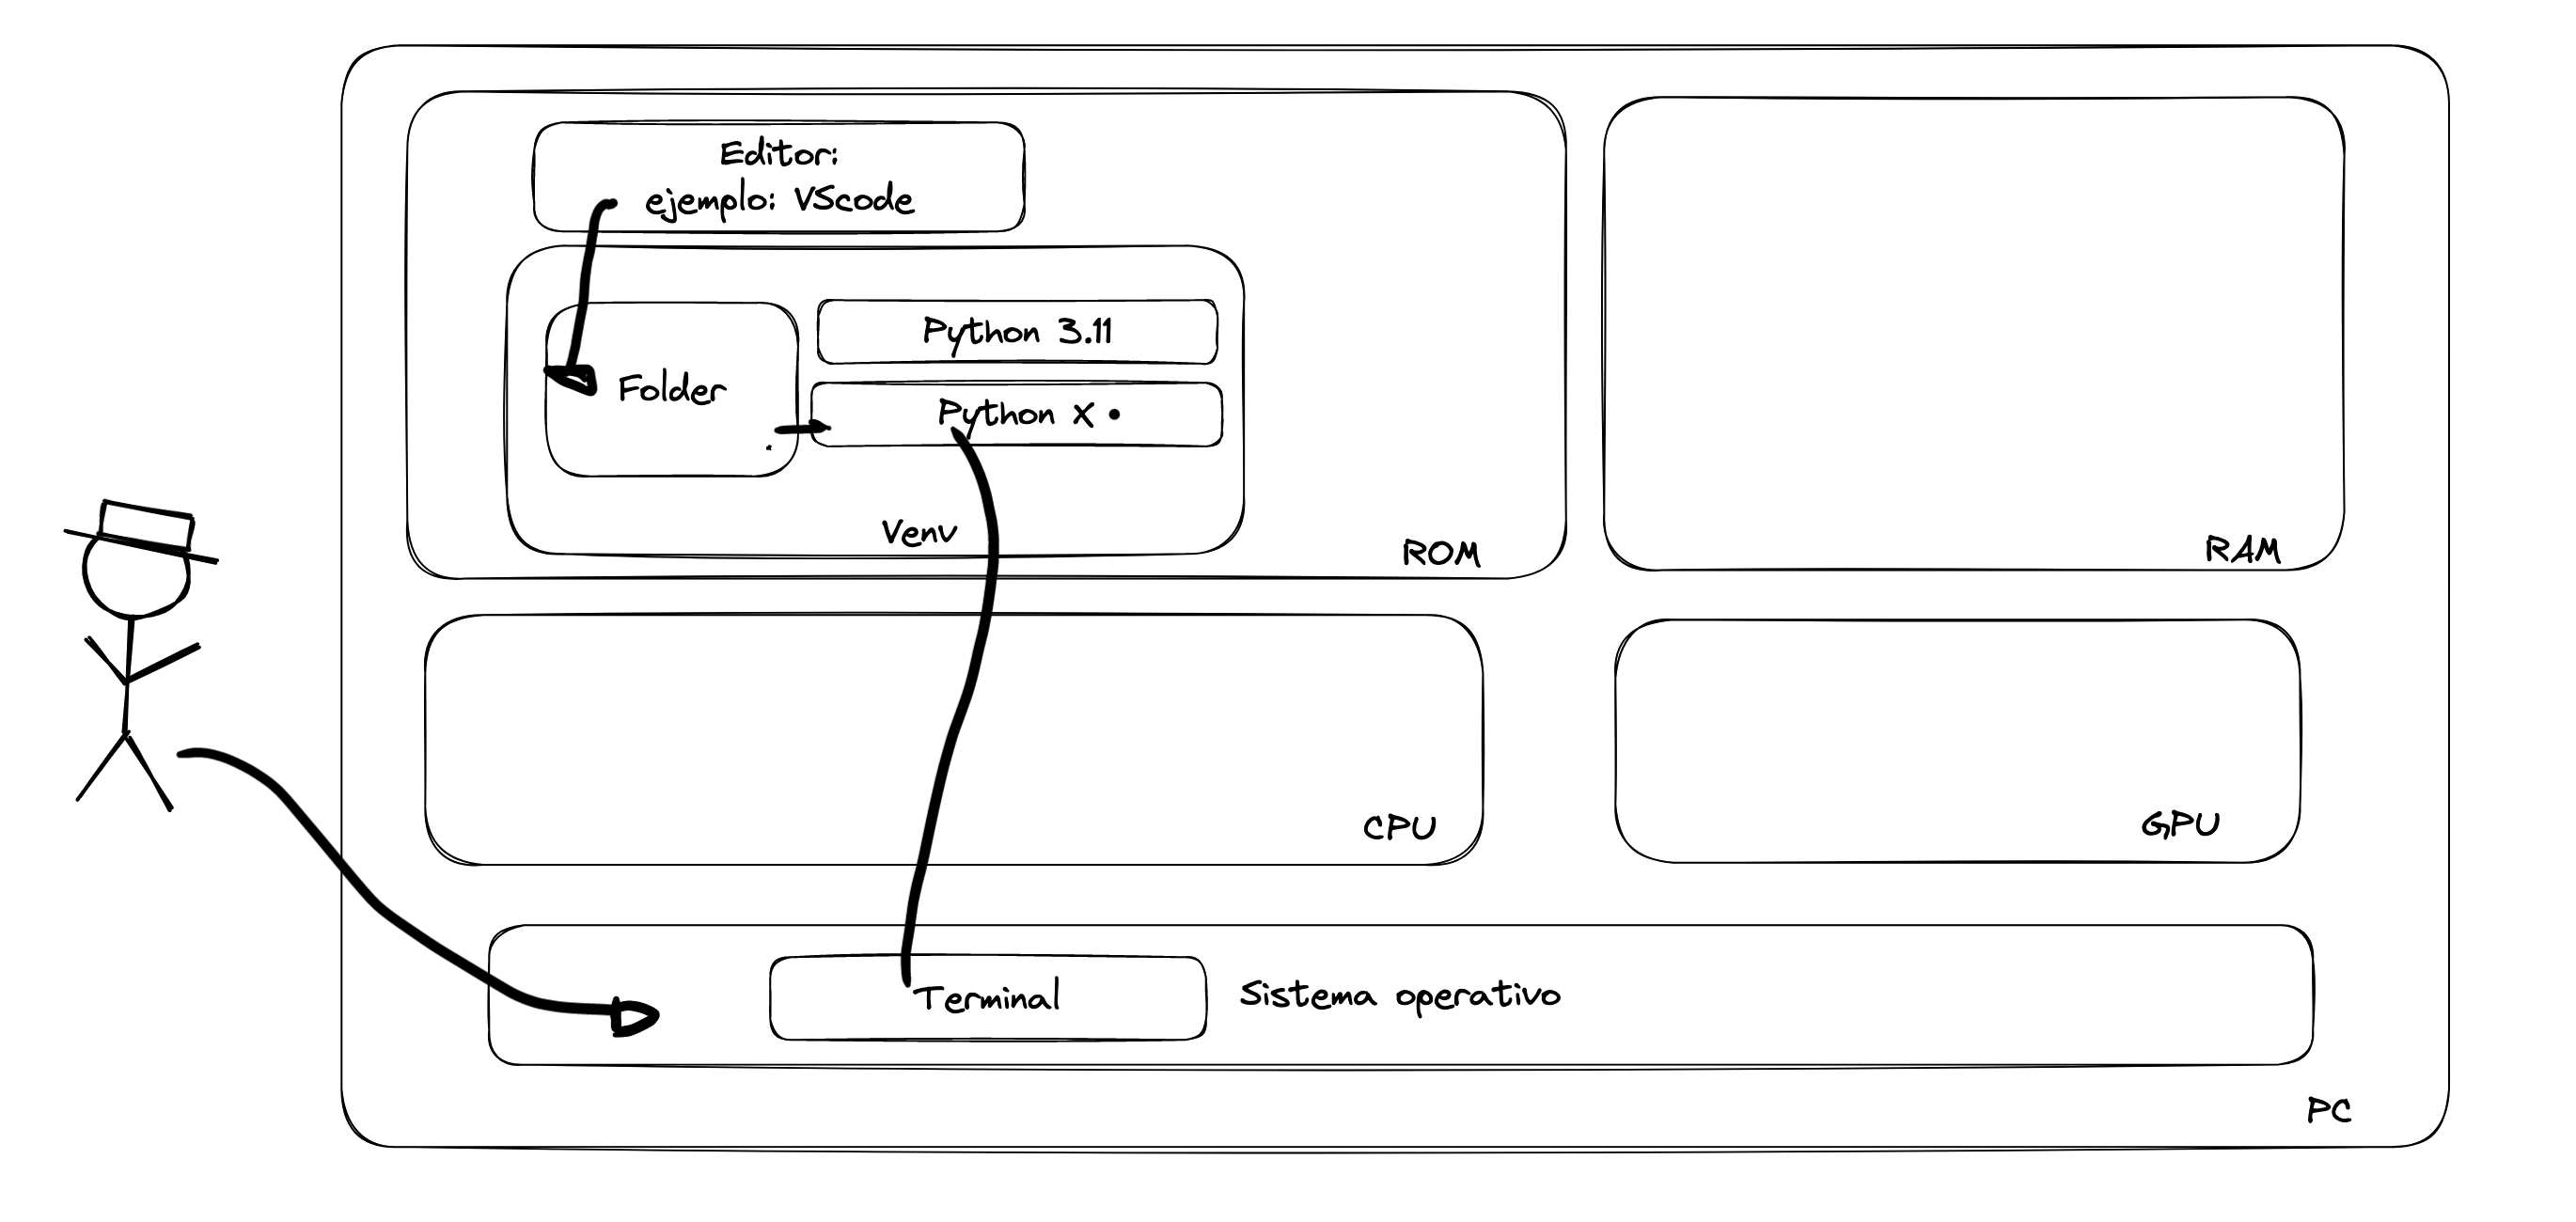 Editor:
ejemplo: VScode
Python 3.11
Folder
Python X •
Venv
ROM
RAM
CPU
GPU
Terminal
Sistema operativo
PC